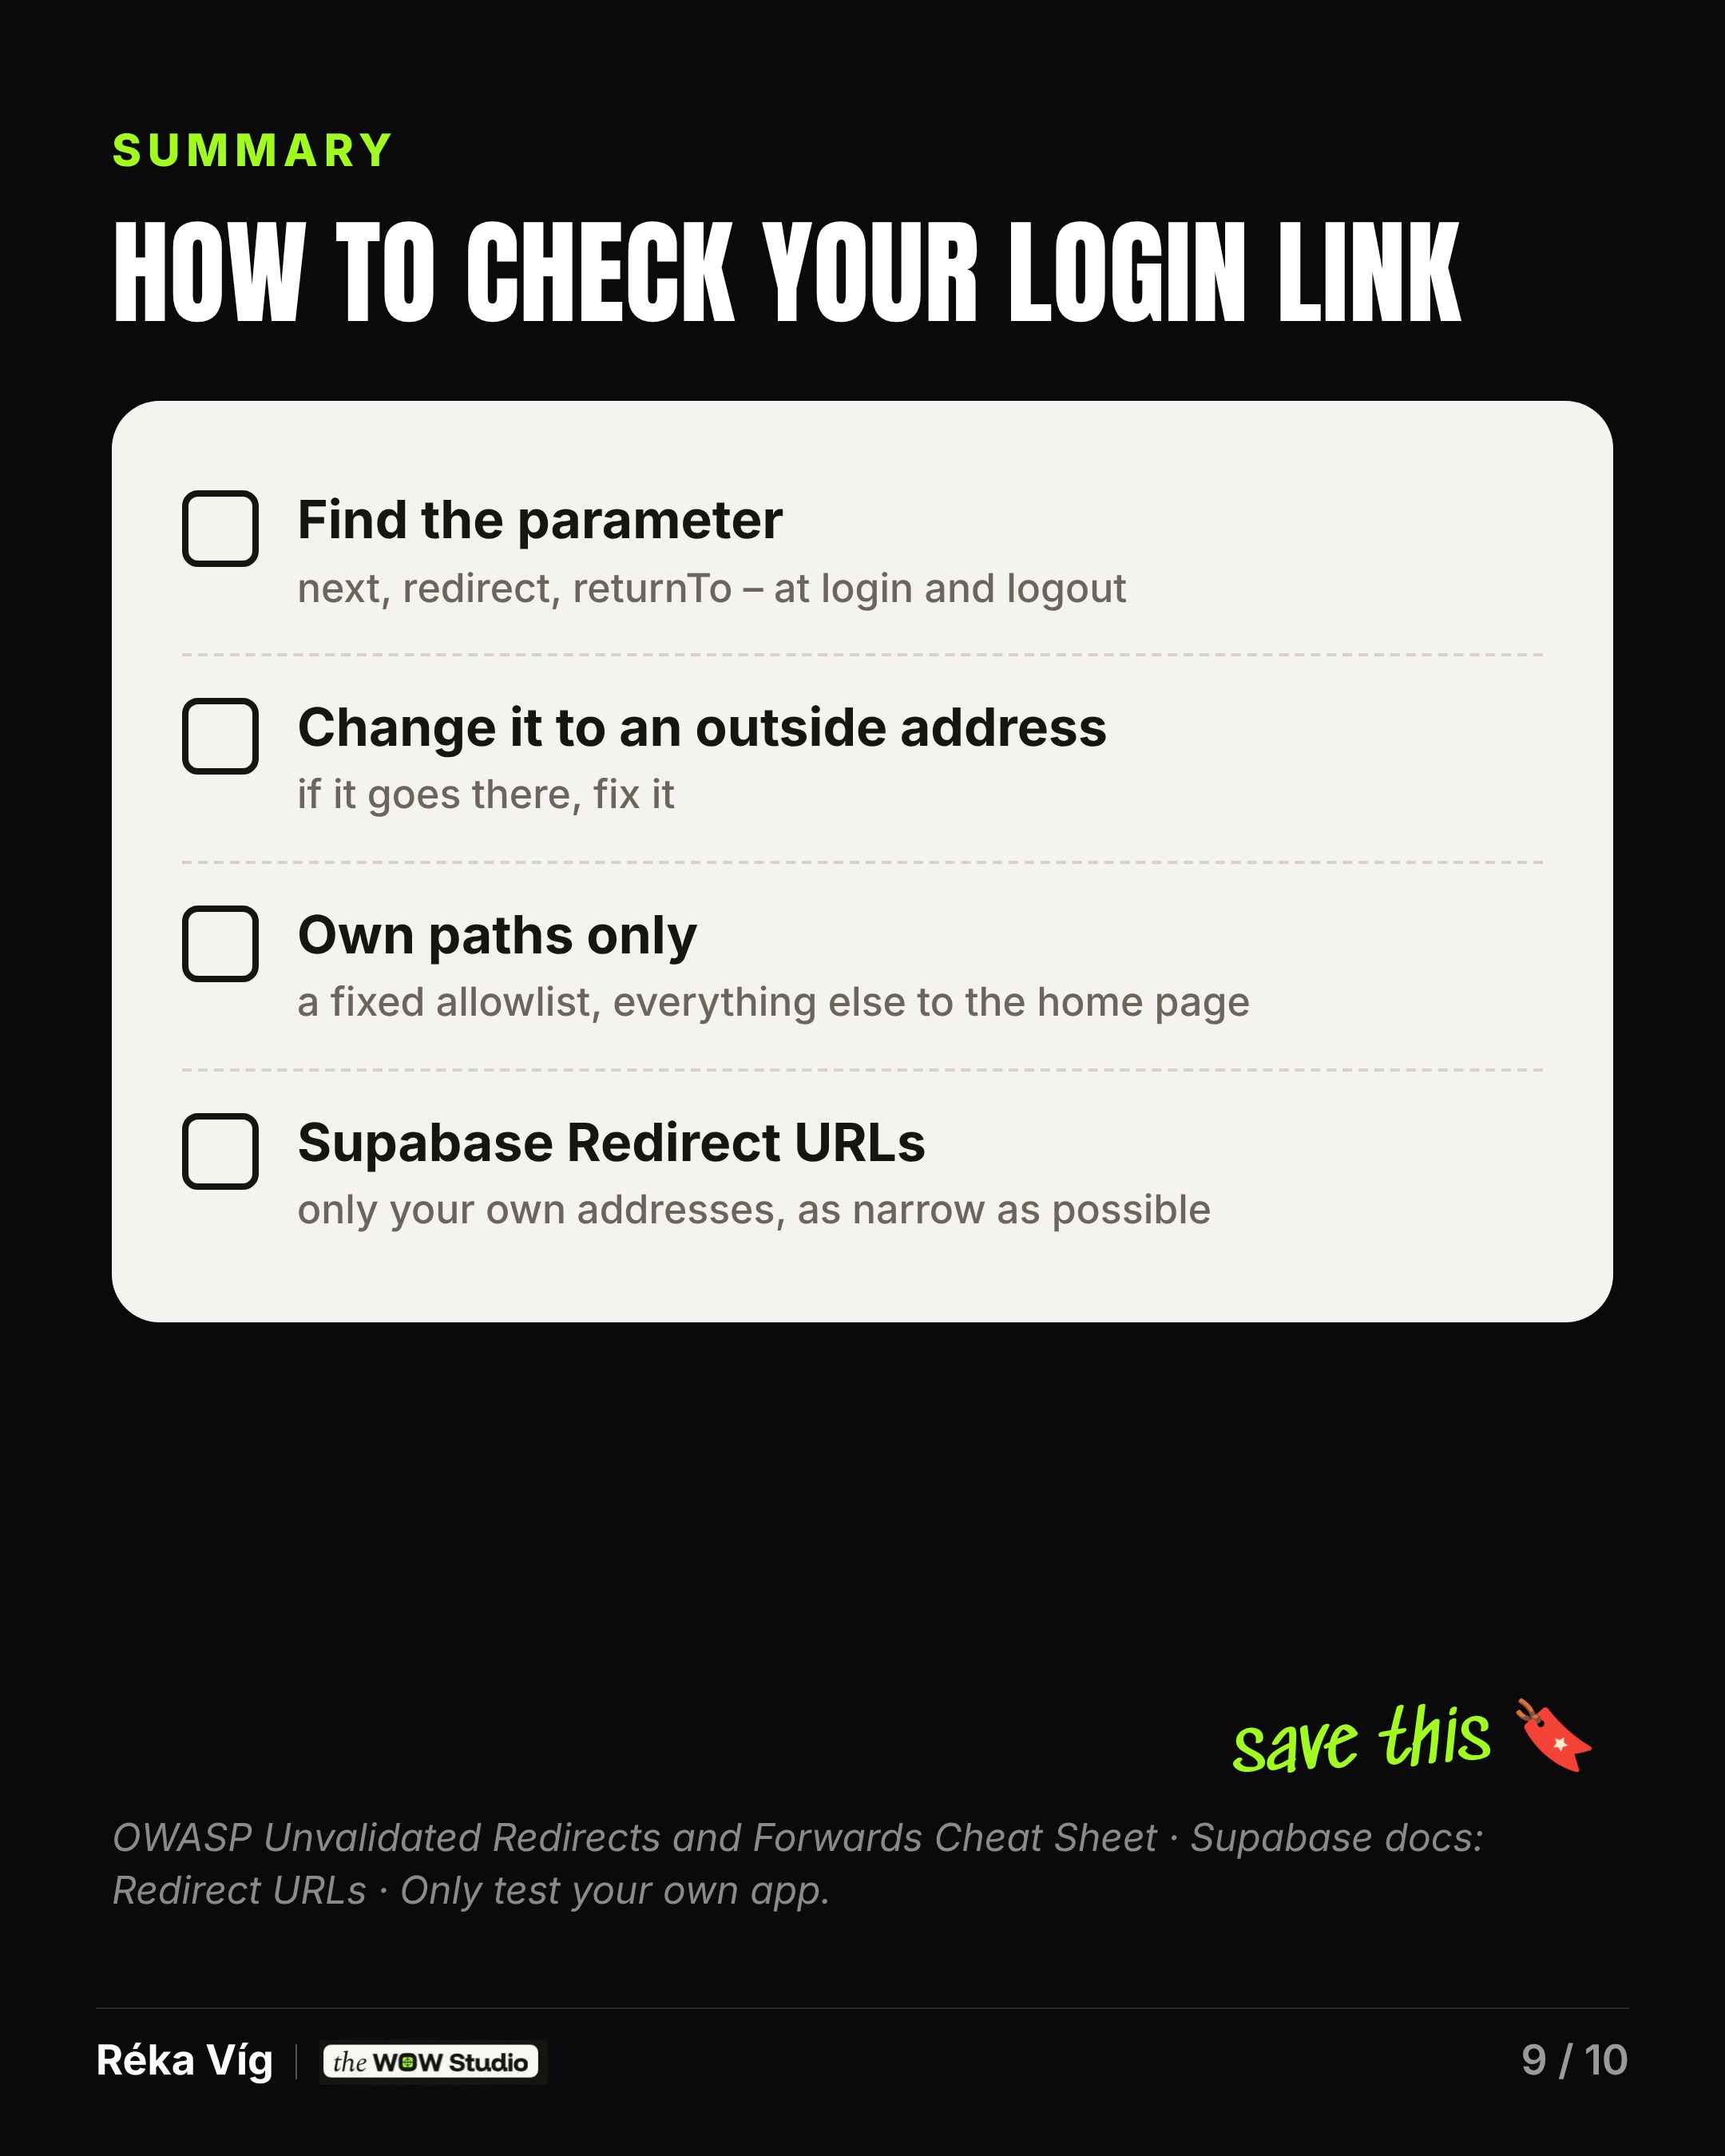 SUMMARY
HOW TO CHECK YOUR LOGIN LINK
Find the parameter
next, redirect, returnTo – at login and logout
Change it to an outside address
if it goes there, fix it
Own paths only
a fixed allowlist, everything else to the home page
Supabase Redirect URLs
only your own addresses, as narrow as possible
save this
OWASP Unvalidated Redirects and Forwards Cheat Sheet · Supabase docs:
Redirect URLs · Only test your own app.
Réka Víg
the WOW Studio
9 / 10